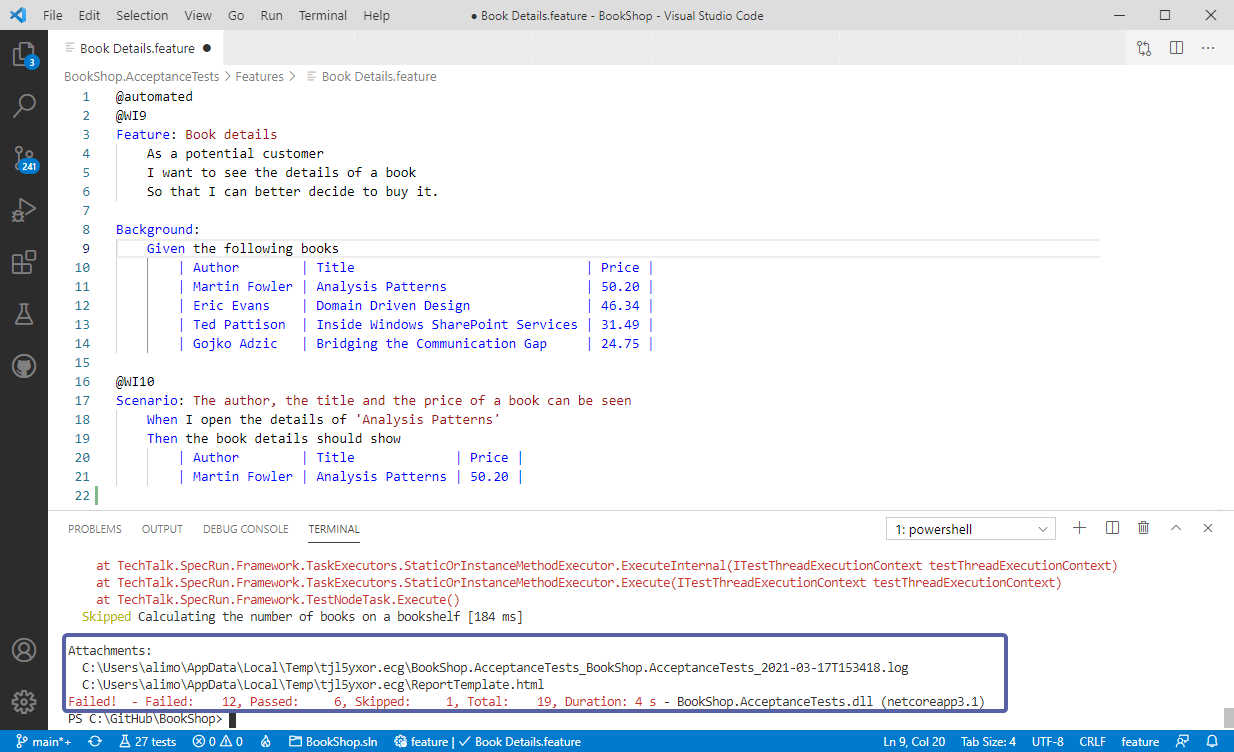 File Edit Selection View Go Run Terminal Help ● Book Details.feature - BookShop - Visual Studio Code
Book Details.feature ●
BookShop.AcceptanceTests > Features > Book Details.feature
3
241
1 @automated
2 @WI9
3 Feature: Book details
4 As a potential customer
5 I want to see the details of a book
6 So that I can better decide to buy it.
7
8 Background:
9 Given the following books
10 | Author | Title | Price |
11 | Martin Fowler | Analysis Patterns | 50.20 |
12 | Eric Evans | Domain Driven Design | 46.34 |
13 | Ted Pattison | Inside Windows SharePoint Services | 31.49 |
14 | Gojko Adzic | Bridging the Communication Gap | 24.75 |
15
16 @WI10
17 Scenario: The author, the title and the price of a book can be seen
18 When I open the details of 'Analysis Patterns'
19 Then the book details should show
20 | Author | Title | Price |
21 | Martin Fowler | Analysis Patterns | 50.20 |
22
PROBLEMS OUTPUT DEBUG CONSOLE TERMINAL 1: powershell
at TechTalk.SpecRun.Framework.TaskExecutors.StaticOrInstanceMethodExecutor.ExecuteInternal(ITestThreadExecutionContext testThreadExecutionContext)
at TechTalk.SpecRun.Framework.TaskExecutors.StaticOrInstanceMethodExecutor.Execute(ITestThreadExecutionContext testThreadExecutionContext)
at TechTalk.SpecRun.Framework.TestNodeTask.Execute()
Skipped Calculating the number of books on a bookshelf [184 ms]
Attachments:
C:\Users\alimo\AppData\Local\Temp\tjl5yxor.ecg\BookShop.AcceptanceTests_BookShop.AcceptanceTests_2021-03-17T153418.log
C:\Users\alimo\AppData\Local\Temp\tjl5yxor.ecg\ReportTemplate.html
Failed! - Failed: 12, Passed: 6, Skipped: 1, Total: 19, Duration: 4 s - BookShop.AcceptanceTests.dll (netcoreapp3.1)
PS C:\GitHub\BookShop>
main*+ 27 tests 0 0 BookShop.sln feature | ✓ Book Details.feature Ln 9, Col 20 Tab Size: 4 UTF-8 CRLF feature